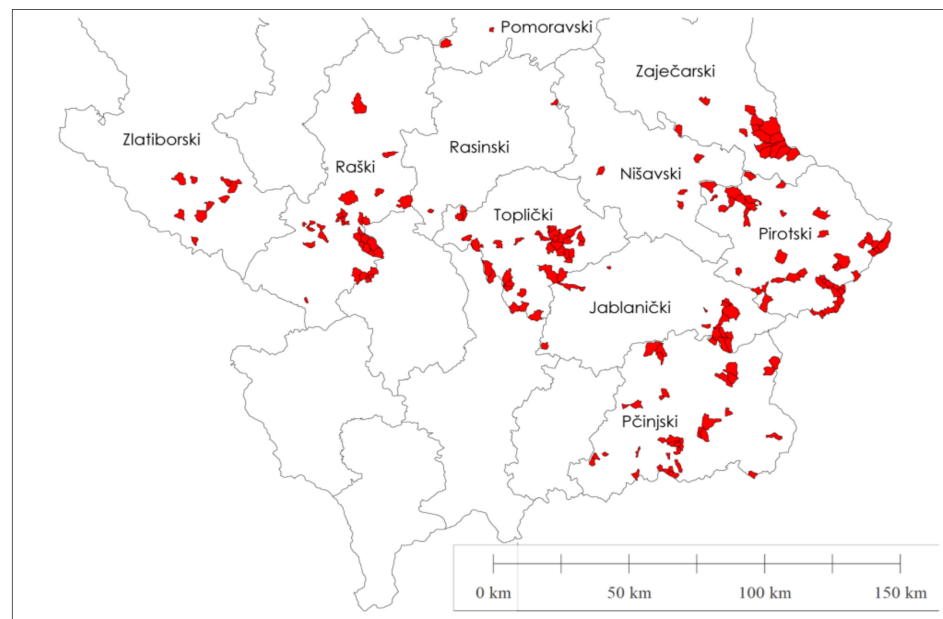 Pomoravski
Zaječarski
Zlatiborski
Rasinski
Raški
Nišavski
Toplički
Pirotski
Jablanički
Pčinjski
0 km
50 km
100 km
150 km